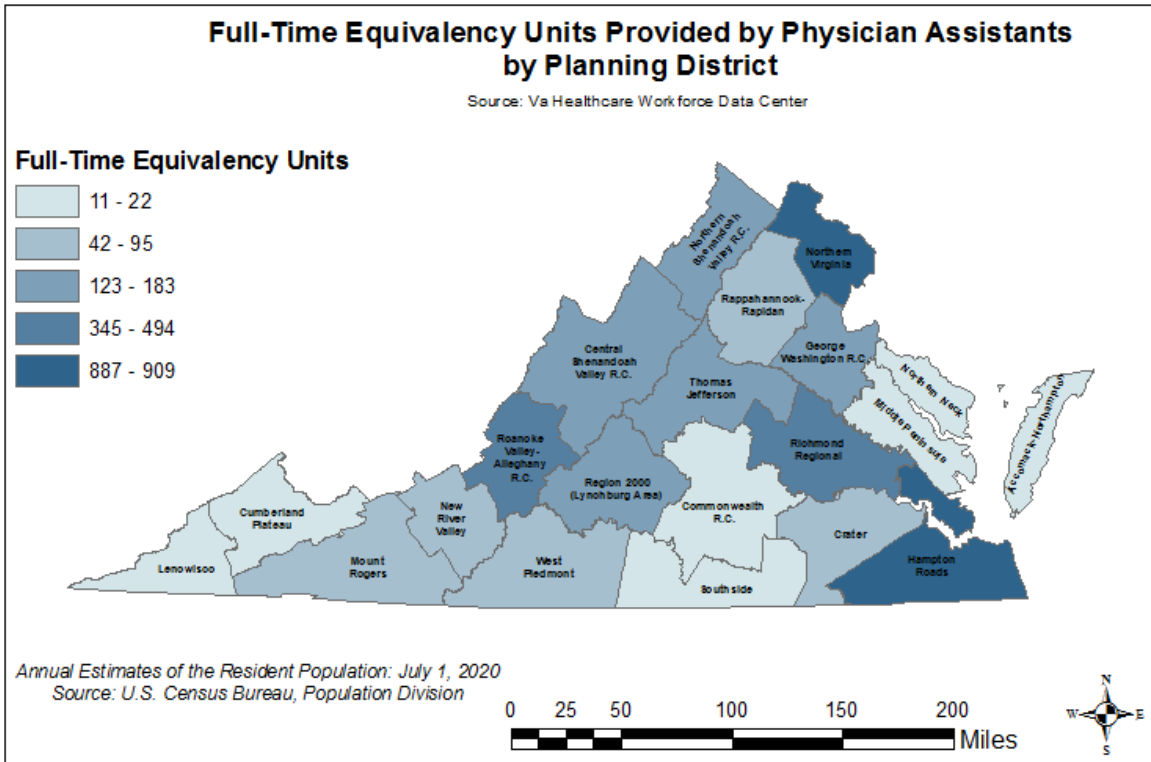 Full-Time Equivalency Units Provided by Physician Assistants
by Planning District
Source: Va Healthcare Workforce Data Center
Full-Time Equivalency Units
11 - 22
42 - 95
123 - 183
345 - 494
887 - 909
Northern
Shenandoah
Valley R.C.
Northern
Virginia
Rappahannock-
Rapidan
Central
Shenandoah
Valley R.C.
George
Washington R.C.
Thomas
Jefferson
Northern Neck
Middle Peninsula
Accomack-Northampton
Roanoke
Valley-
Alleghany
R.C.
Richmond
Regional
Region 2000
(Lynchburg Area)
Commonwealth
R.C.
Cumberland
Plateau
New
River
Valley
Crater
Lenowisco
Mount
Rogers
West
Piedmont
Southside
Hampton
Roads
Annual Estimates of the Resident Population: July 1, 2020
Source: U.S. Census Bureau, Population Division
0 25 50 100 150 200
Miles
N
W E
S